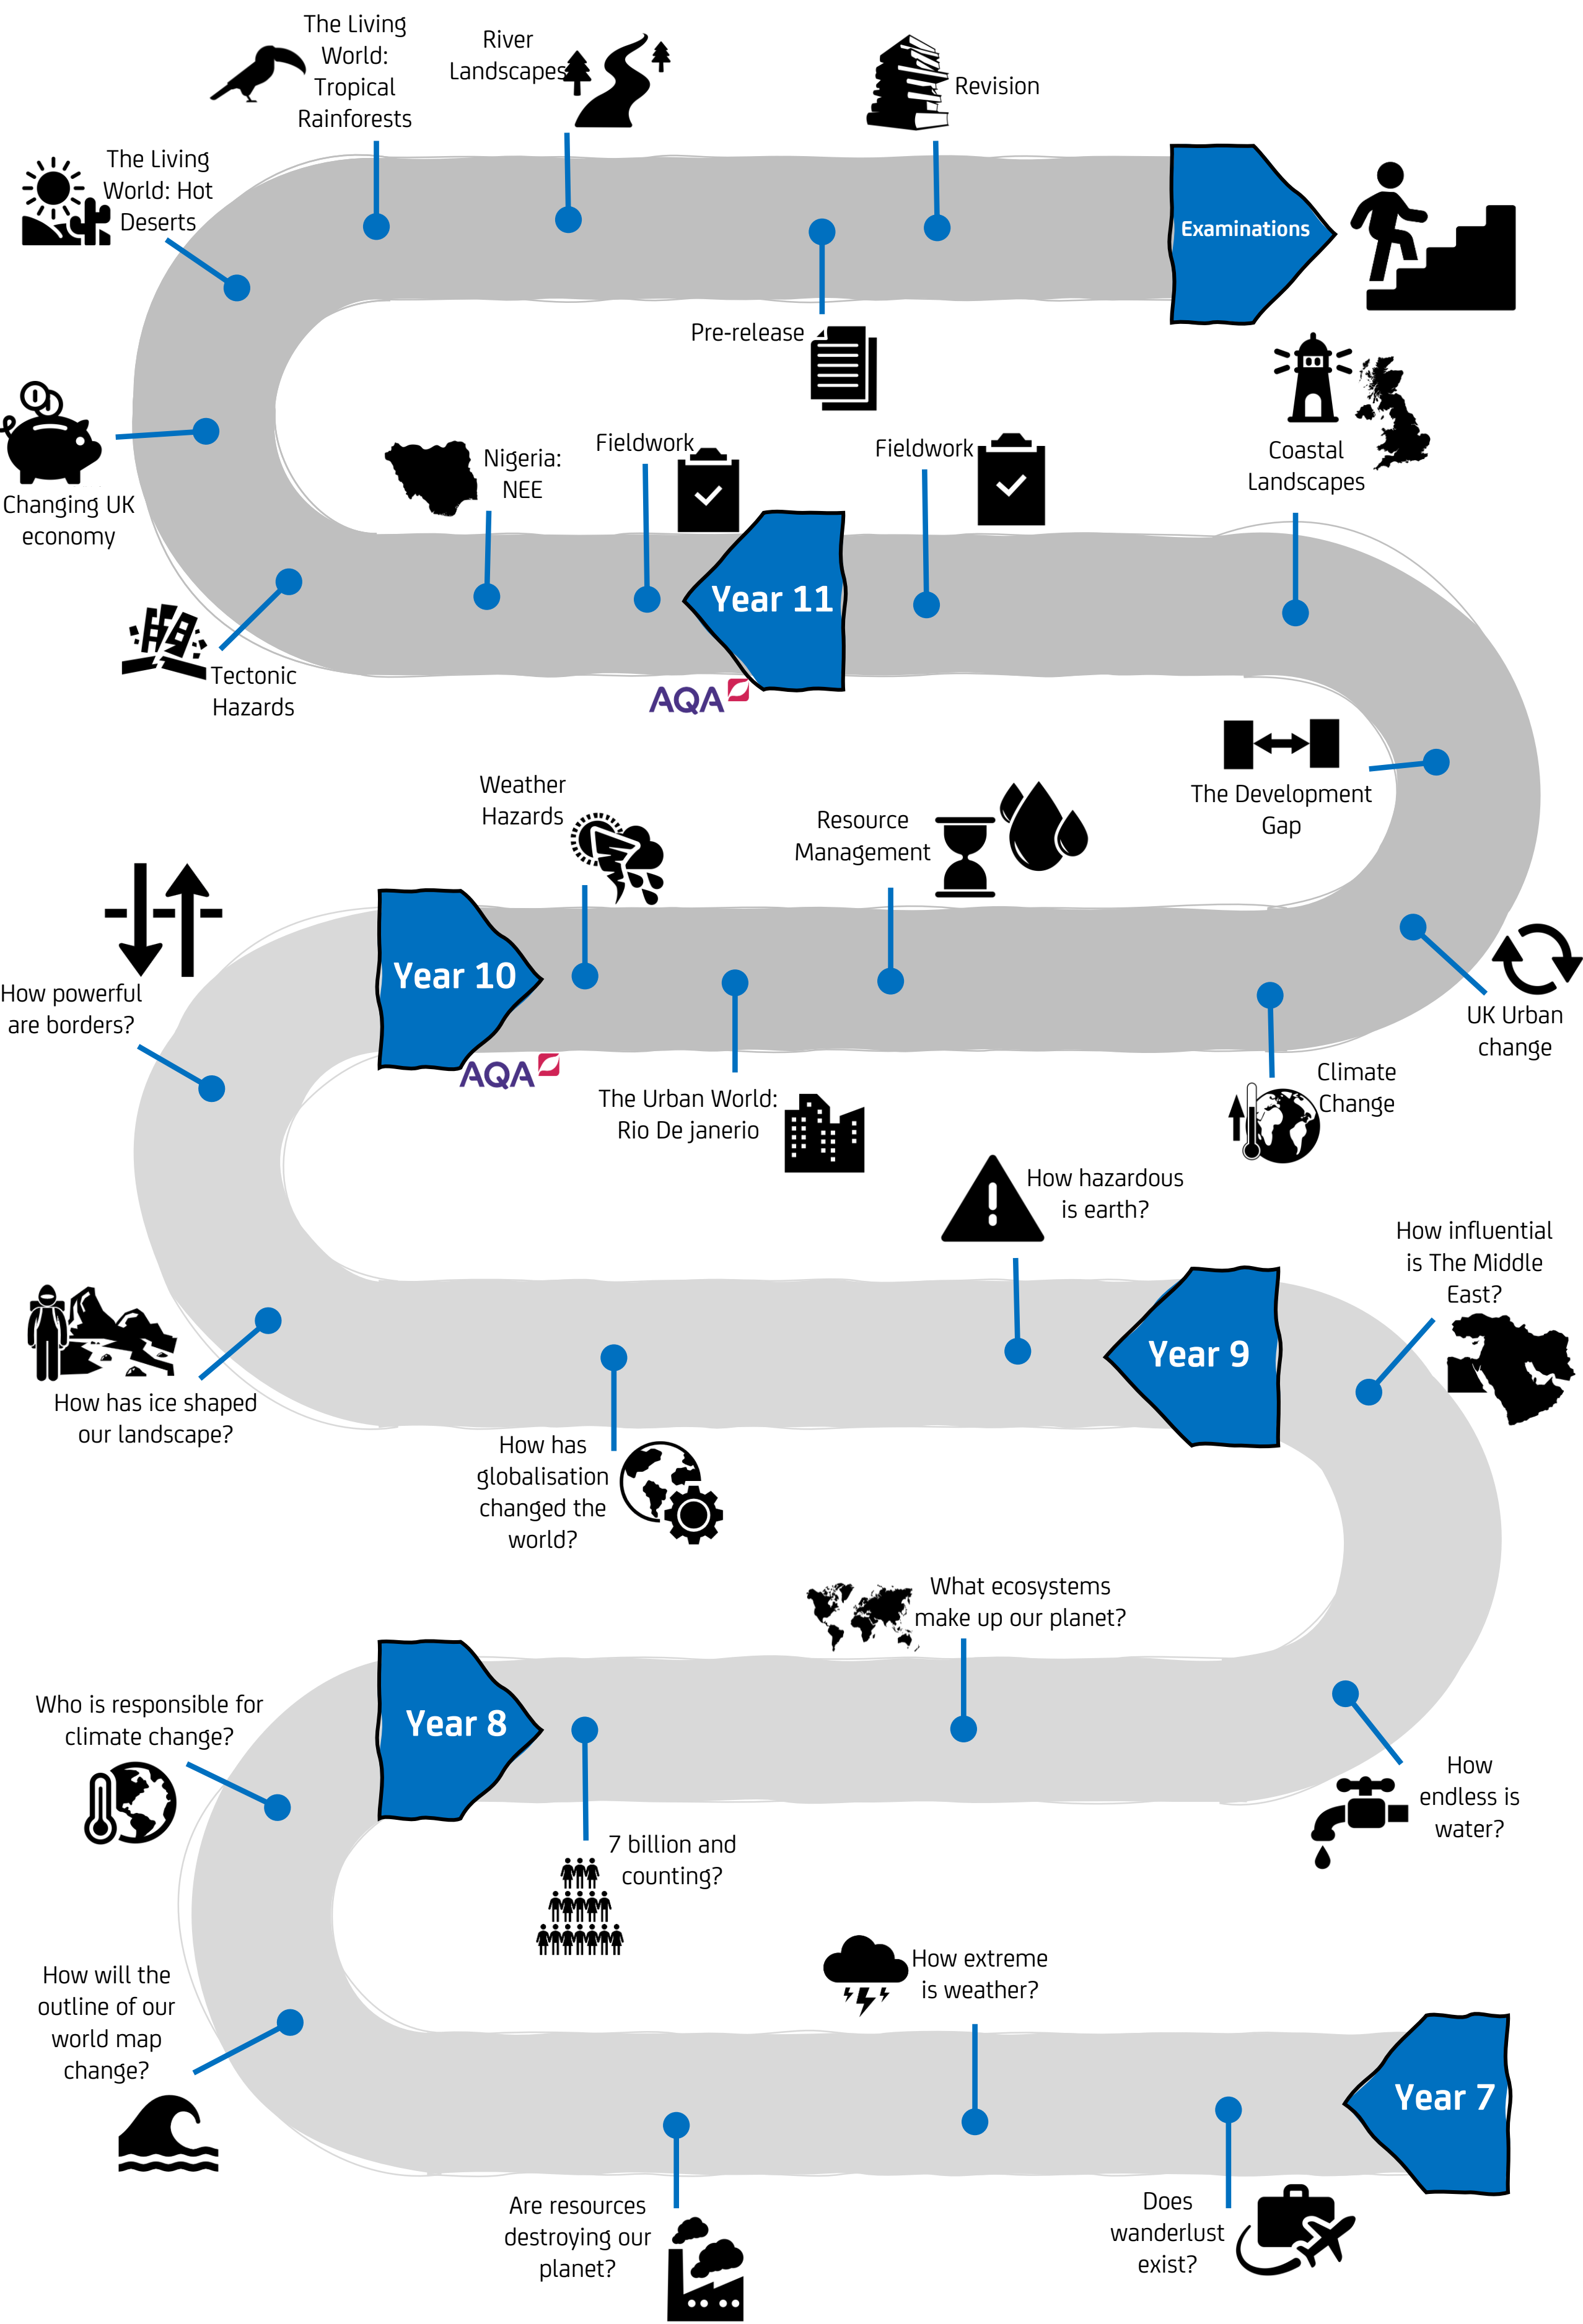 The Living
World:
Tropical
Rainforests
River
Landscapes
Revision
The Living
World: Hot
Deserts
Examinations
Pre-release
Changing UK
economy
Nigeria:
NEE
Fieldwork
Fieldwork
Coastal
Landscapes
Year 11
Tectonic
Hazards
AQA
The Development
Gap
Weather
Hazards
Resource
Management
How powerful
are borders?
Year 10
UK Urban
change
AQA
The Urban World:
Rio De janerio
Climate
Change
How hazardous
is earth?
How influential
is The Middle
East?
Year 9
How has ice shaped
our landscape?
How has
globalisation
changed the
world?
What ecosystems
make up our planet?
Who is responsible for
climate change?
Year 8
How
endless is
water?
7 billion and
counting?
How will the
outline of our
world map
change?
How extreme
is weather?
Year 7
Are resources
destroying our
planet?
Does
wanderlust
exist?